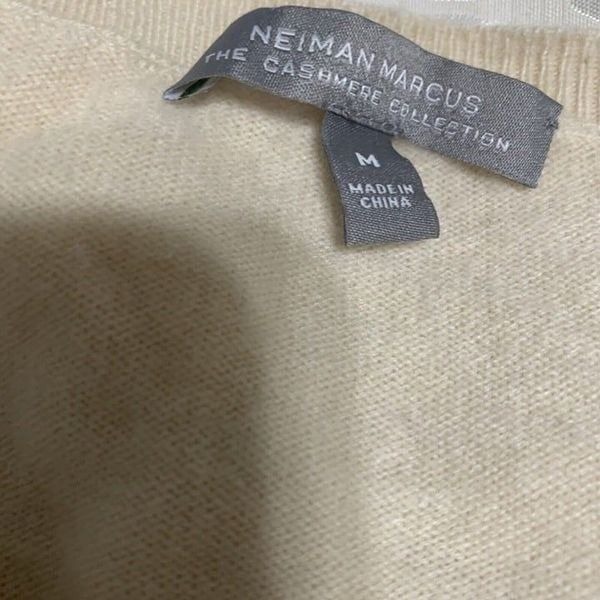 NEIMAN MARCUS
THE CASHMERE COLLECTION
M
MADE IN
CHINA